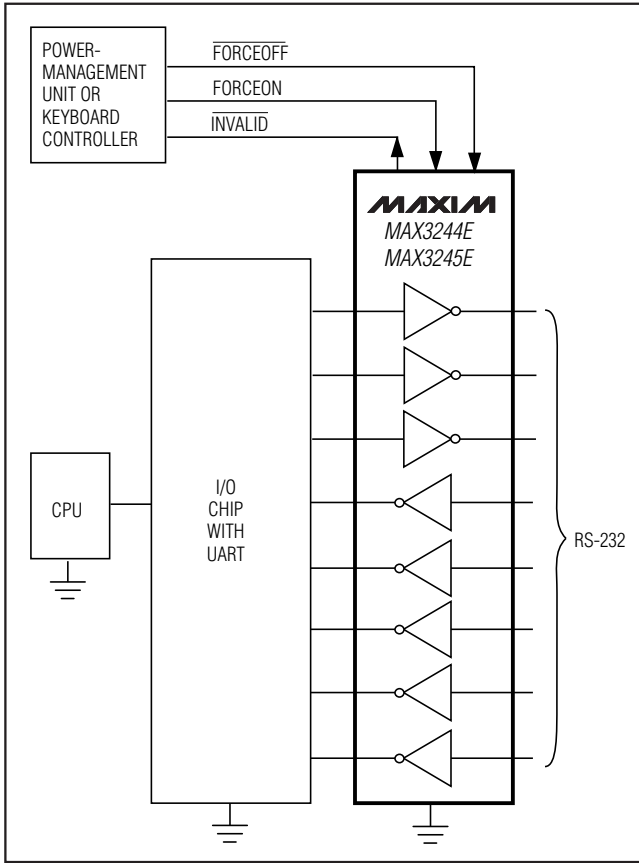 POWER-
MANAGEMENT
UNIT OR
KEYBOARD
CONTROLLER
FORCEOFF
FORCEON
INVALID
MAXIM
MAX3244E
MAX3245E
CPU
I/O
CHIP
WITH
UART
RS-232